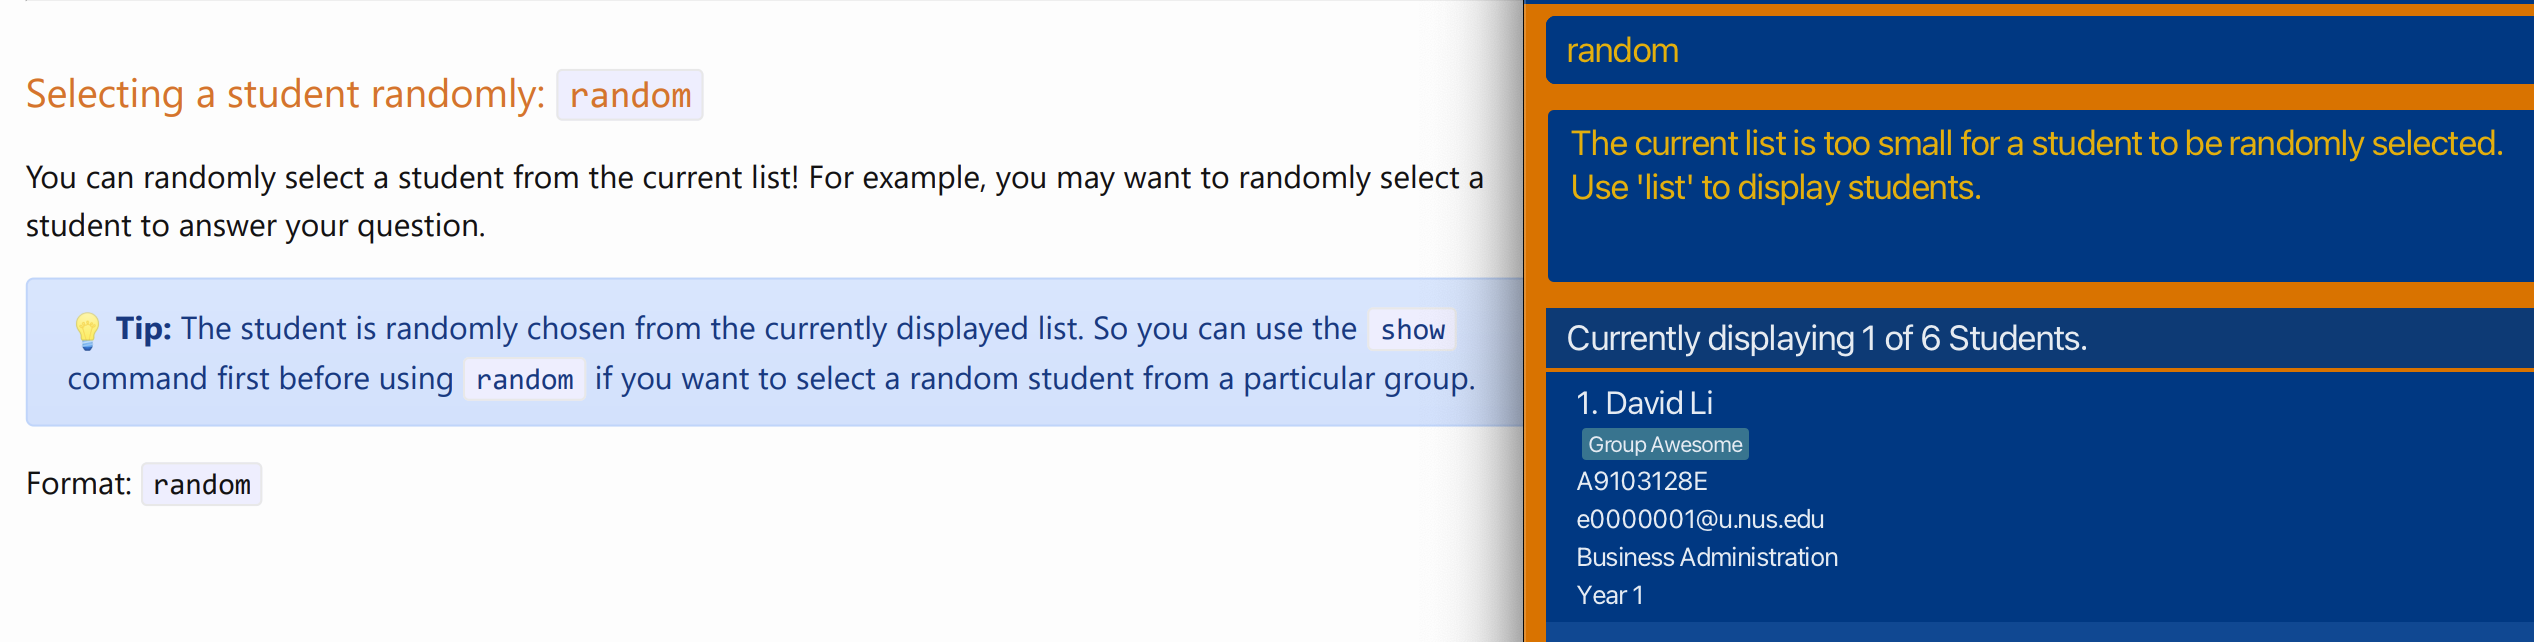 Selecting a student randomly: random
You can randomly select a student from the current list! For example, you may want to randomly select a
student to answer your question.
💡 Tip: The student is randomly chosen from the currently displayed list. So you can use the show
command first before using random if you want to select a random student from a particular group.
Format: random
random
The current list is too small for a student to be randomly selected.
Use 'list' to display students.
Currently displaying 1 of 6 Students.
1. David Li
Group Awesome
A9103128E
e0000001@u.nus.edu
Business Administration
Year 1